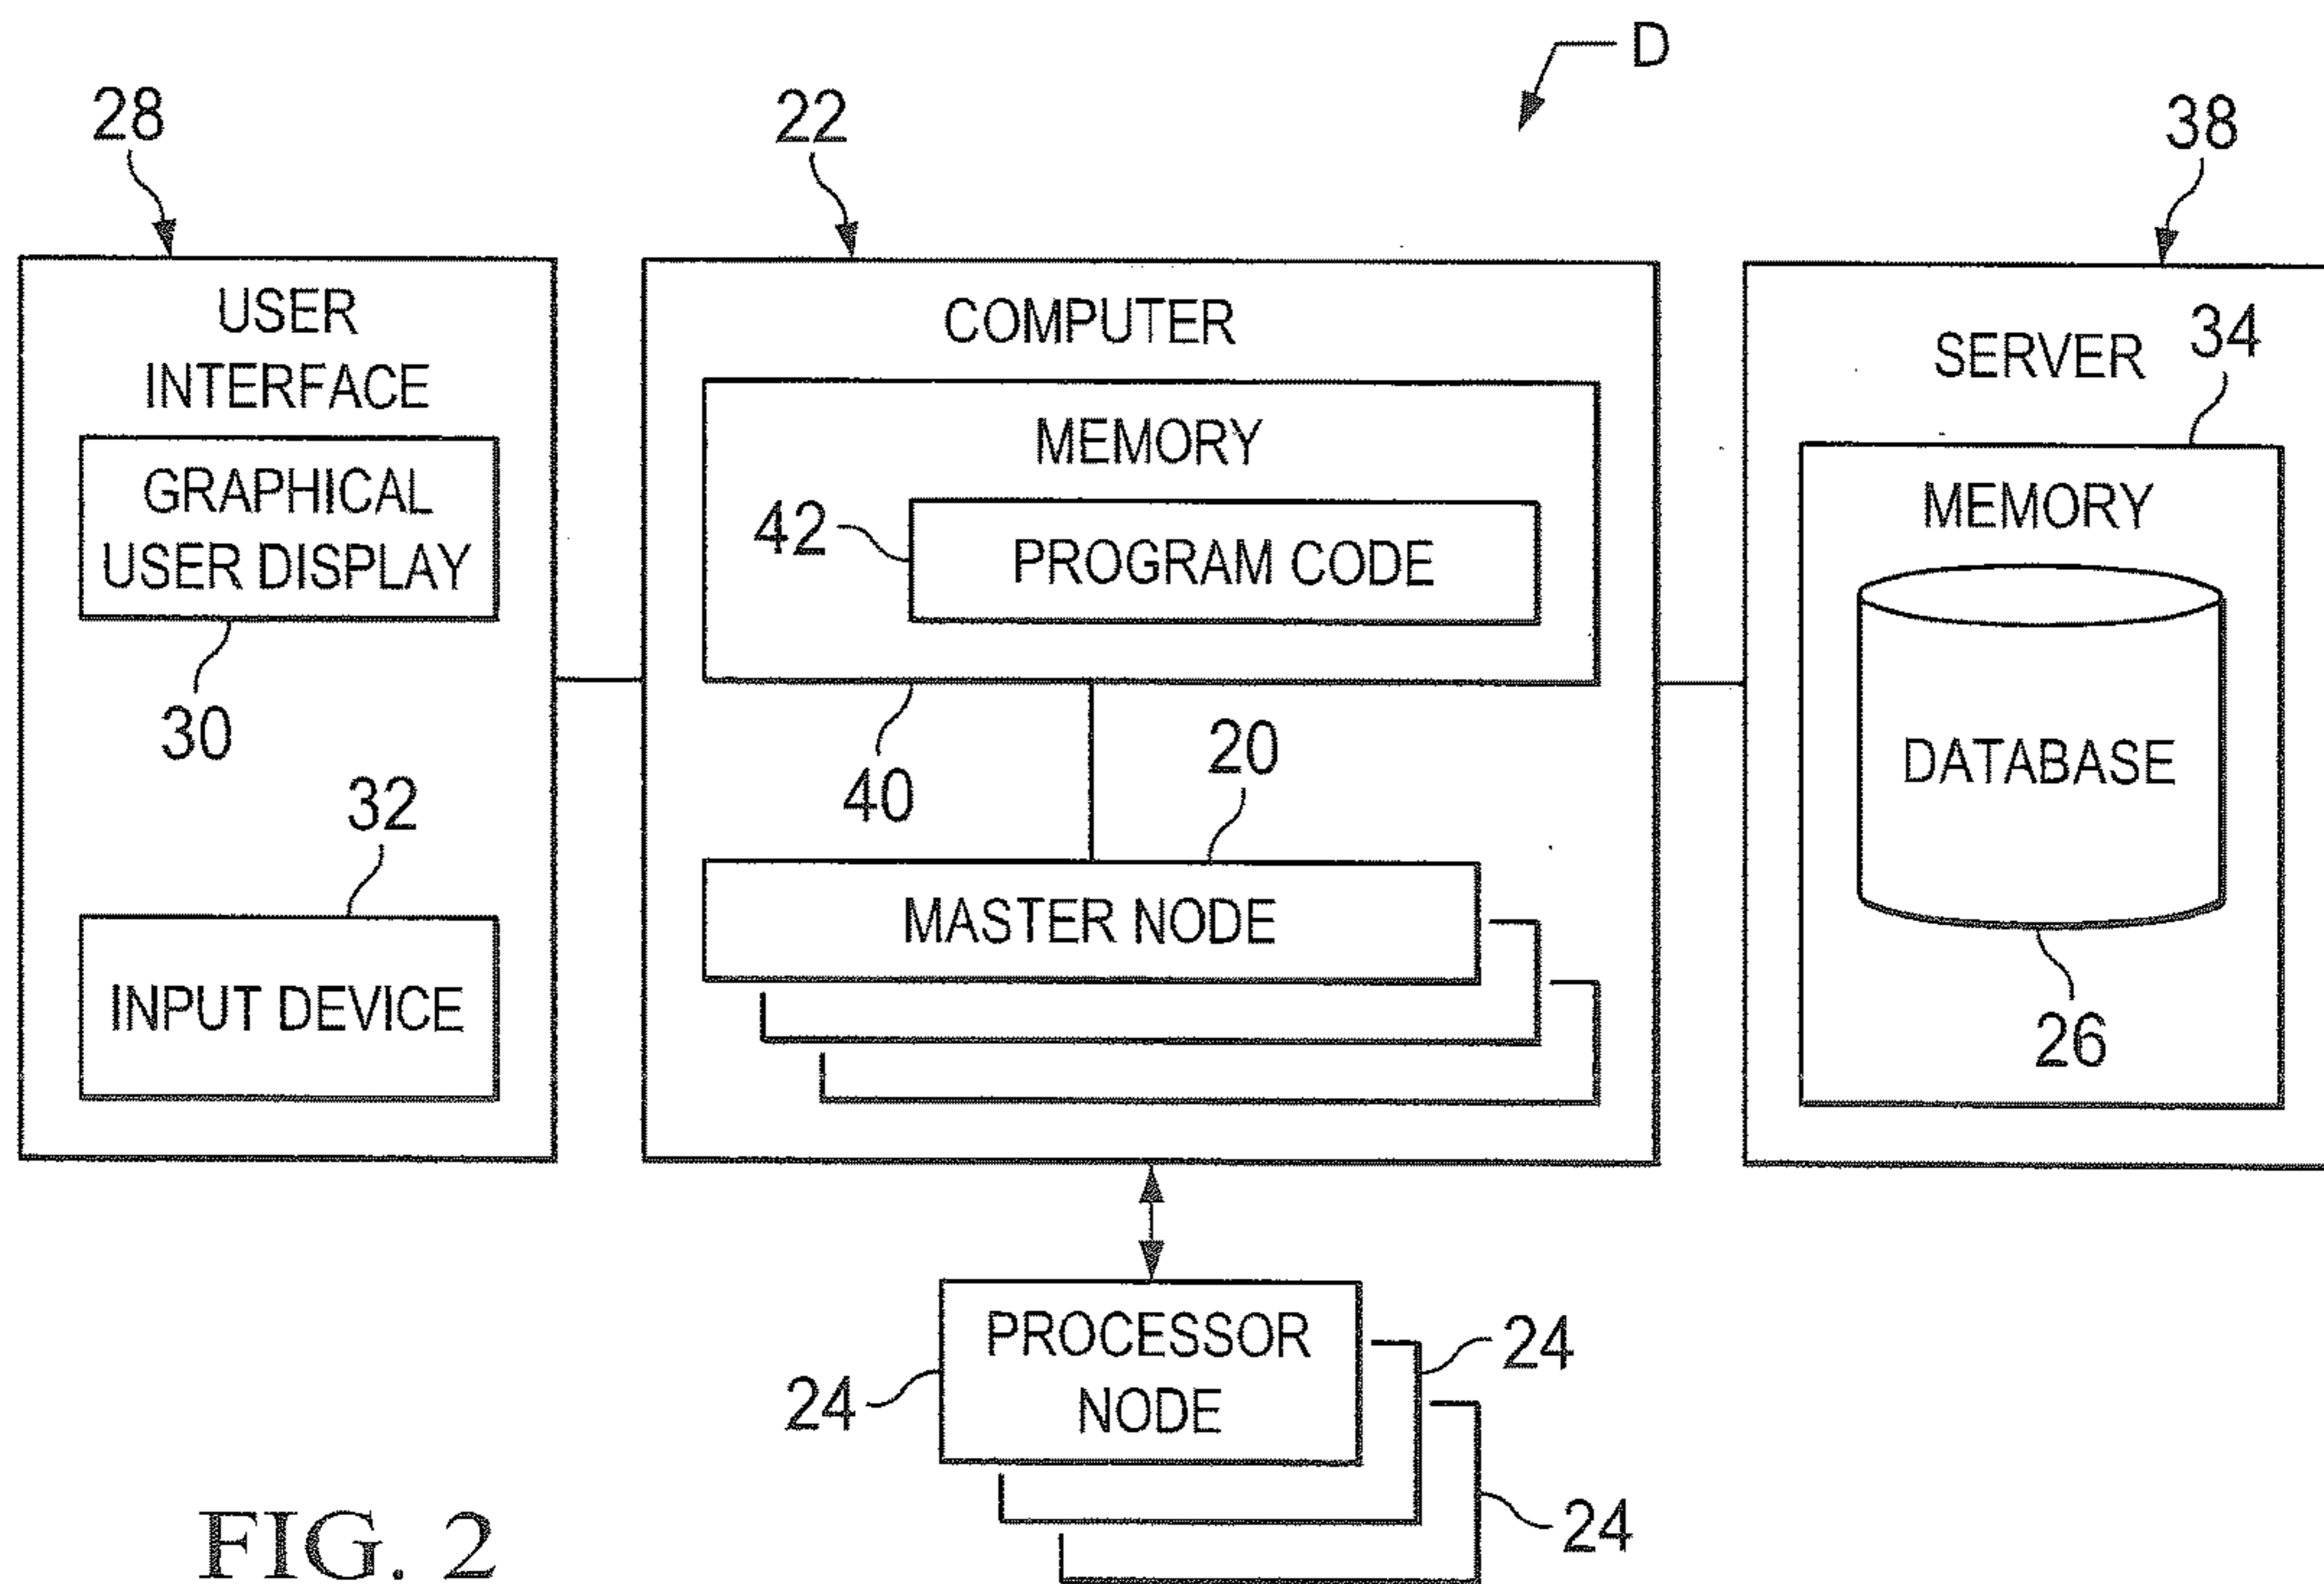 D
28
22
38
USER
INTERFACE
GRAPHICAL
USER DISPLAY
30
32
INPUT DEVICE
COMPUTER
MEMORY
42
PROGRAM CODE
40
20
MASTER NODE
SERVER
34
MEMORY
DATABASE
26
PROCESSOR
NODE
24
24
24
FIG. 2